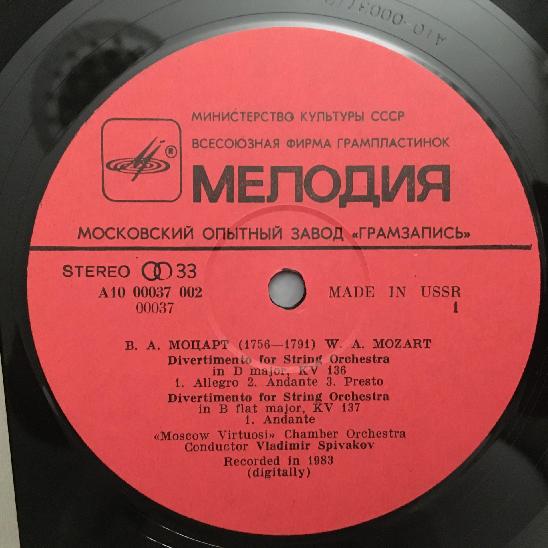 МИНИСТЕРСТВО КУЛЬТУРЫ СССР
ВСЕСОЮЗНАЯ ФИРМА ГРАМПЛАСТИНОК
®
МЕЛОДИЯ
МОСКОВСКИЙ ОПЫТНЫЙ ЗАВОД «ГРАМЗАПИСЬ»
STEREO 33
A10 00037 002
00037
MADE IN USSR
1
В. А. МОЦАРТ (1756—1791) W. A. MOZART
Divertimento for String Orchestra
in D major, KV 136
1. Allegro 2. Andante 3. Presto
Divertimento for String Orchestra
in B flat major, KV 137
1. Andante
«Moscow Virtuosi» Chamber Orchestra
Conductor Vladimir Spivakov
Recorded in 1983
(digitally)